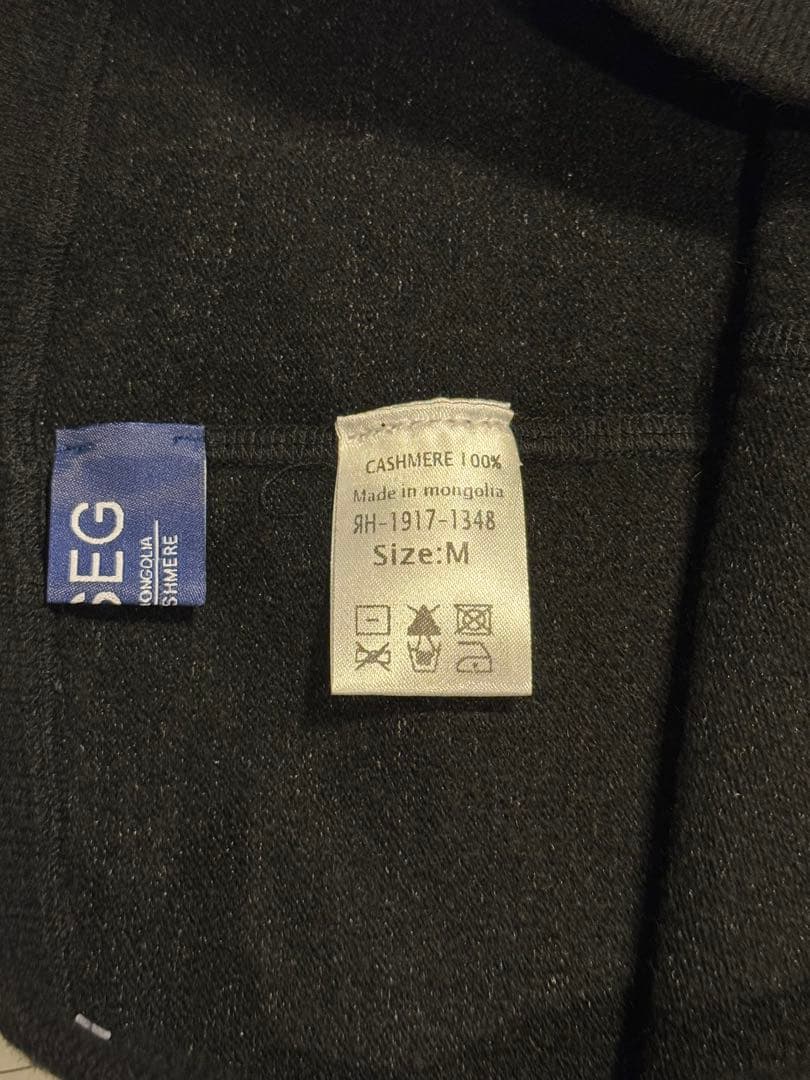 SEG
MONGOLIA
SHMERE
CASHMERE 100%
Made in mongolia
ЯН-1917-1348
Size:M